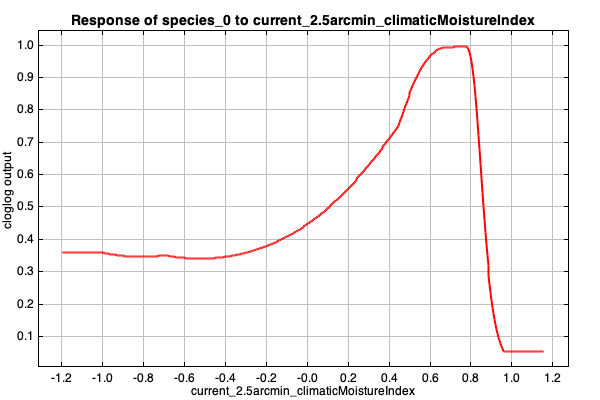 Response of species_0 to current_2.5arcmin_climaticMoistureIndex
1.0
0.9
0.8
0.7
0.6
0.5
0.4
0.3
0.2
0.1
cloglog output
-1.2 -1.0 -0.8 -0.6 -0.4 -0.2 -0.0 0.2 0.4 0.6 0.8 1.0 1.2
current_2.5arcmin_climaticMoistureIndex